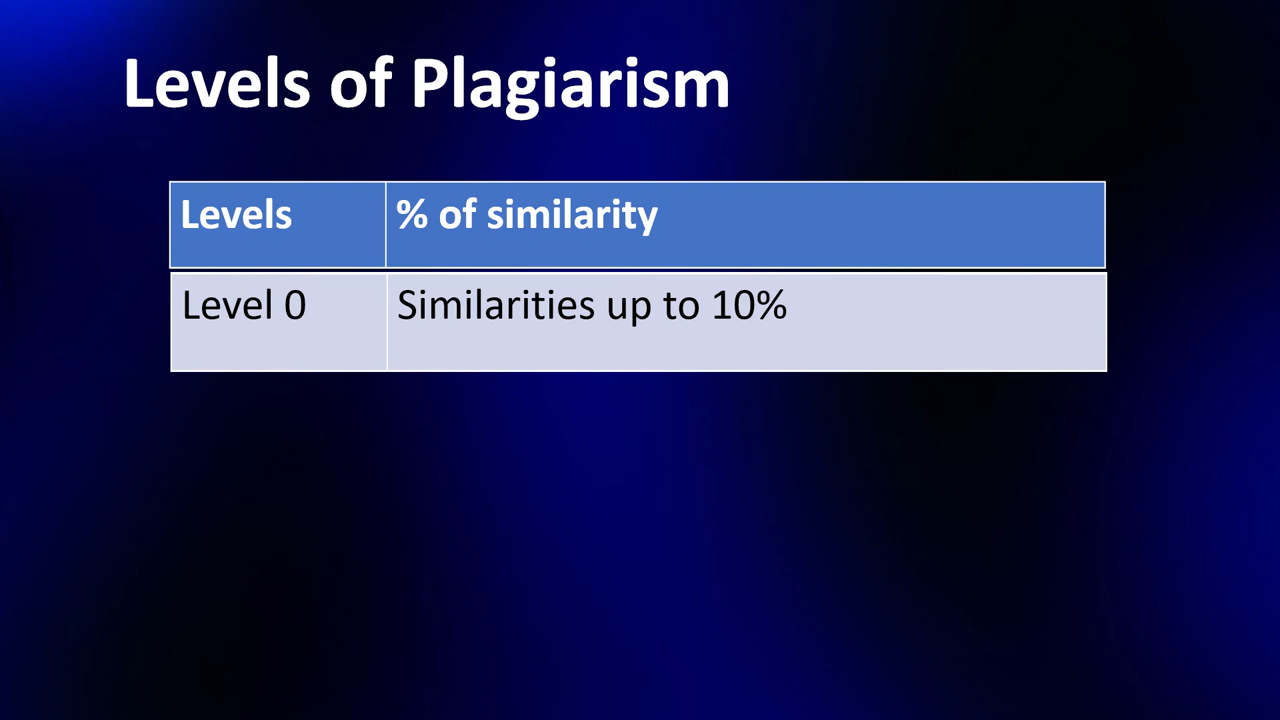 Levels of Plagiarism
Levels % of similarity
Level 0 Similarities up to 10%